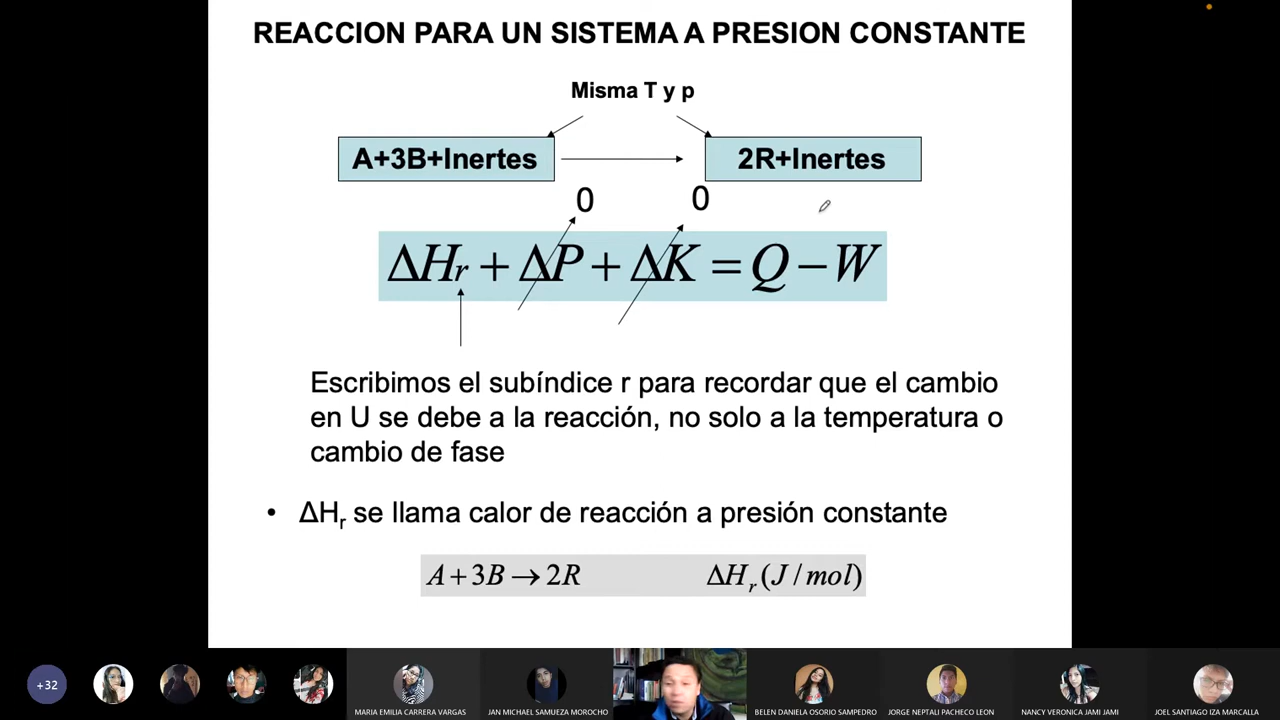 REACCION PARA UN SISTEMA A PRESION CONSTANTE
Misma T y p
A+3B+Inertes
2R+Inertes
0
0
ΔHr + ΔP + ΔK = Q − W
Escribimos el subíndice r para recordar que el cambio
en U se debe a la reacción, no solo a la temperatura o
cambio de fase
• ΔHr se llama calor de reacción a presión constante
A + 3B → 2R
ΔHr (J / mol)
+32
MARIA EMILIA CARRERA VARGAS
JAN MICHAEL SAMUEZA MOROCHO
BELEN DANIELA OSORIO SAMPEDRO
JORGE NEPTALI PACHECO LEON
NANCY VERONICA JAMI JAMI
JOEL SANTIAGO IZA MARCALLA